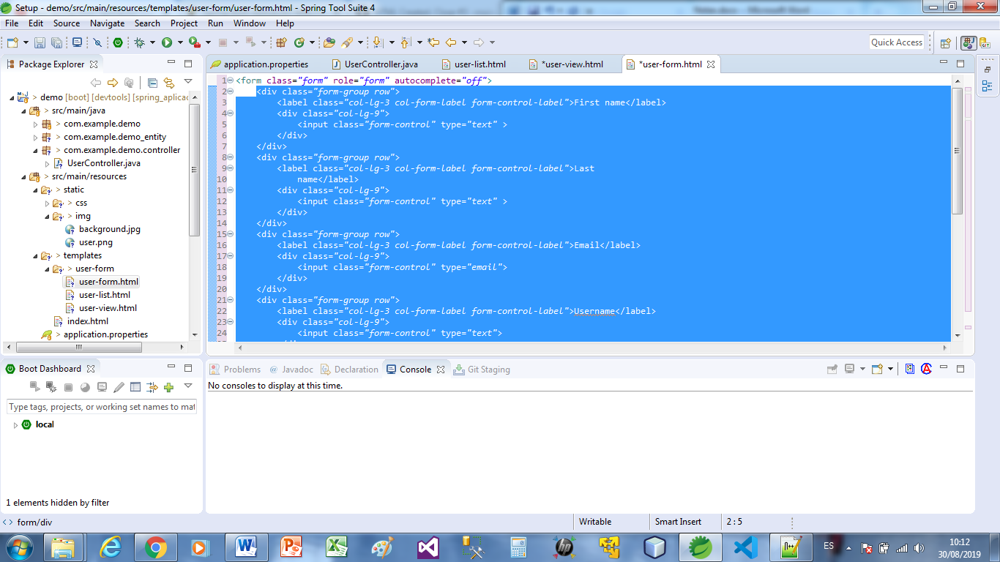 Setup - demo/src/main/resources/templates/user-form/user-form.html - Spring Tool Suite 4
File Edit Source Navigate Search Project Run Window Help
Quick Access
Package Explorer
demo [boot] [devtools] [spring_aplicac
> src/main/java
> com.example.demo
> com.example.demo_entity
> com.example.demo.controller
UserController.java
> src/main/resources
> static
> css
> img
background.jpg
user.png
> templates
> user-form
user-form.html
user-list.html
user-view.html
index.html
> application.properties
application.properties UserController.java user-list.html *user-view.html *user-form.html
1 <form class="form" role="form" autocomplete="off">
2 <div class="form-group row">
3 <label class="col-lg-3 col-form-label form-control-label">First name</label>
4 <div class="col-lg-9">
5 <input class="form-control" type="text" >
6 </div>
7 </div>
8 <div class="form-group row">
9 <label class="col-lg-3 col-form-label form-control-label">Last
10 name</label>
11 <div class="col-lg-9">
12 <input class="form-control" type="text" >
13 </div>
14 </div>
15 <div class="form-group row">
16 <label class="col-lg-3 col-form-label form-control-label">Email</label>
17 <div class="col-lg-9">
18 <input class="form-control" type="email">
19 </div>
20 </div>
21 <div class="form-group row">
22 <label class="col-lg-3 col-form-label form-control-label">Username</label>
23 <div class="col-lg-9">
24 <input class="form-control" type="text">
Boot Dashboard
Type tags, projects, or working set names to mat
local
1 elements hidden by filter
Problems @ Javadoc Declaration Console Git Staging
No consoles to display at this time.
<> form/div
Writable Smart Insert 2 : 5
ES
10:12
30/08/2019